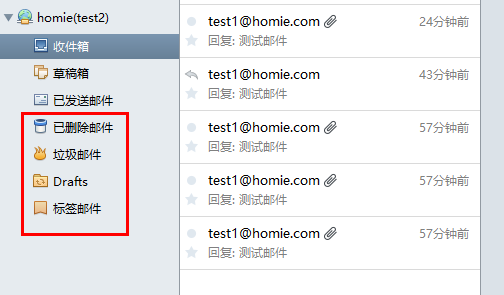 homie(test2)
收件箱
草稿箱
已发送邮件
已删除邮件
垃圾邮件
Drafts
标签邮件
test1@homie.com 24分钟前
回复: 测试邮件
test1@homie.com 43分钟前
回复: 测试邮件
test1@homie.com 57分钟前
回复: 测试邮件
test1@homie.com 57分钟前
回复: 测试邮件
test1@homie.com 57分钟前
回复: 测试邮件